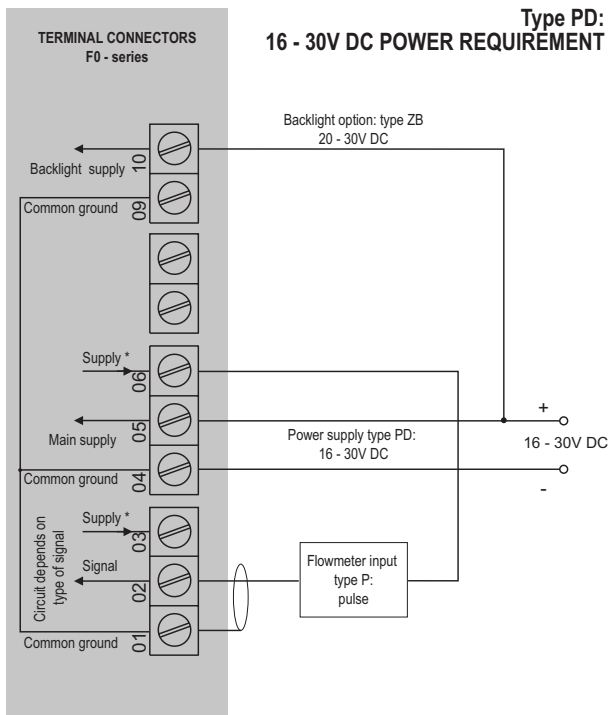 Type PD:
16 - 30V DC POWER REQUIREMENT
TERMINAL CONNECTORS
F0 - series
Backlight option: type ZB
20 - 30V DC
10
Backlight supply
09
Common ground
Supply *
06
05
Main supply
Power supply type PD:
16 - 30V DC
+
16 - 30V DC
-
04
Common ground
Supply *
03
Circuit depends on
type of signal
Signal
02
Flowmeter input
type P:
pulse
01
Common ground